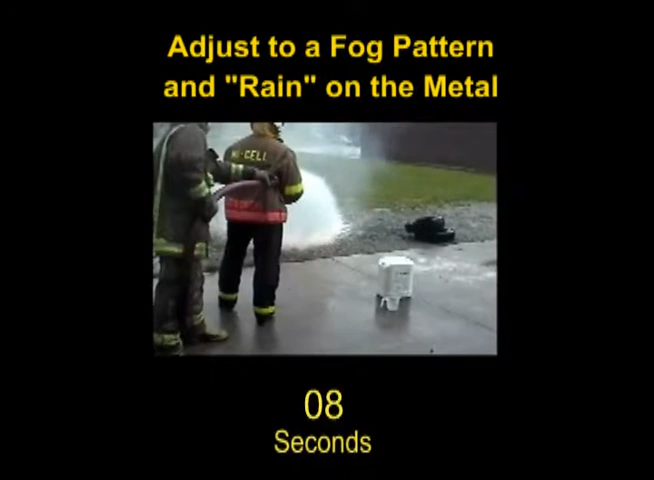 Adjust to a Fog Pattern
and "Rain" on the Metal
08
Seconds